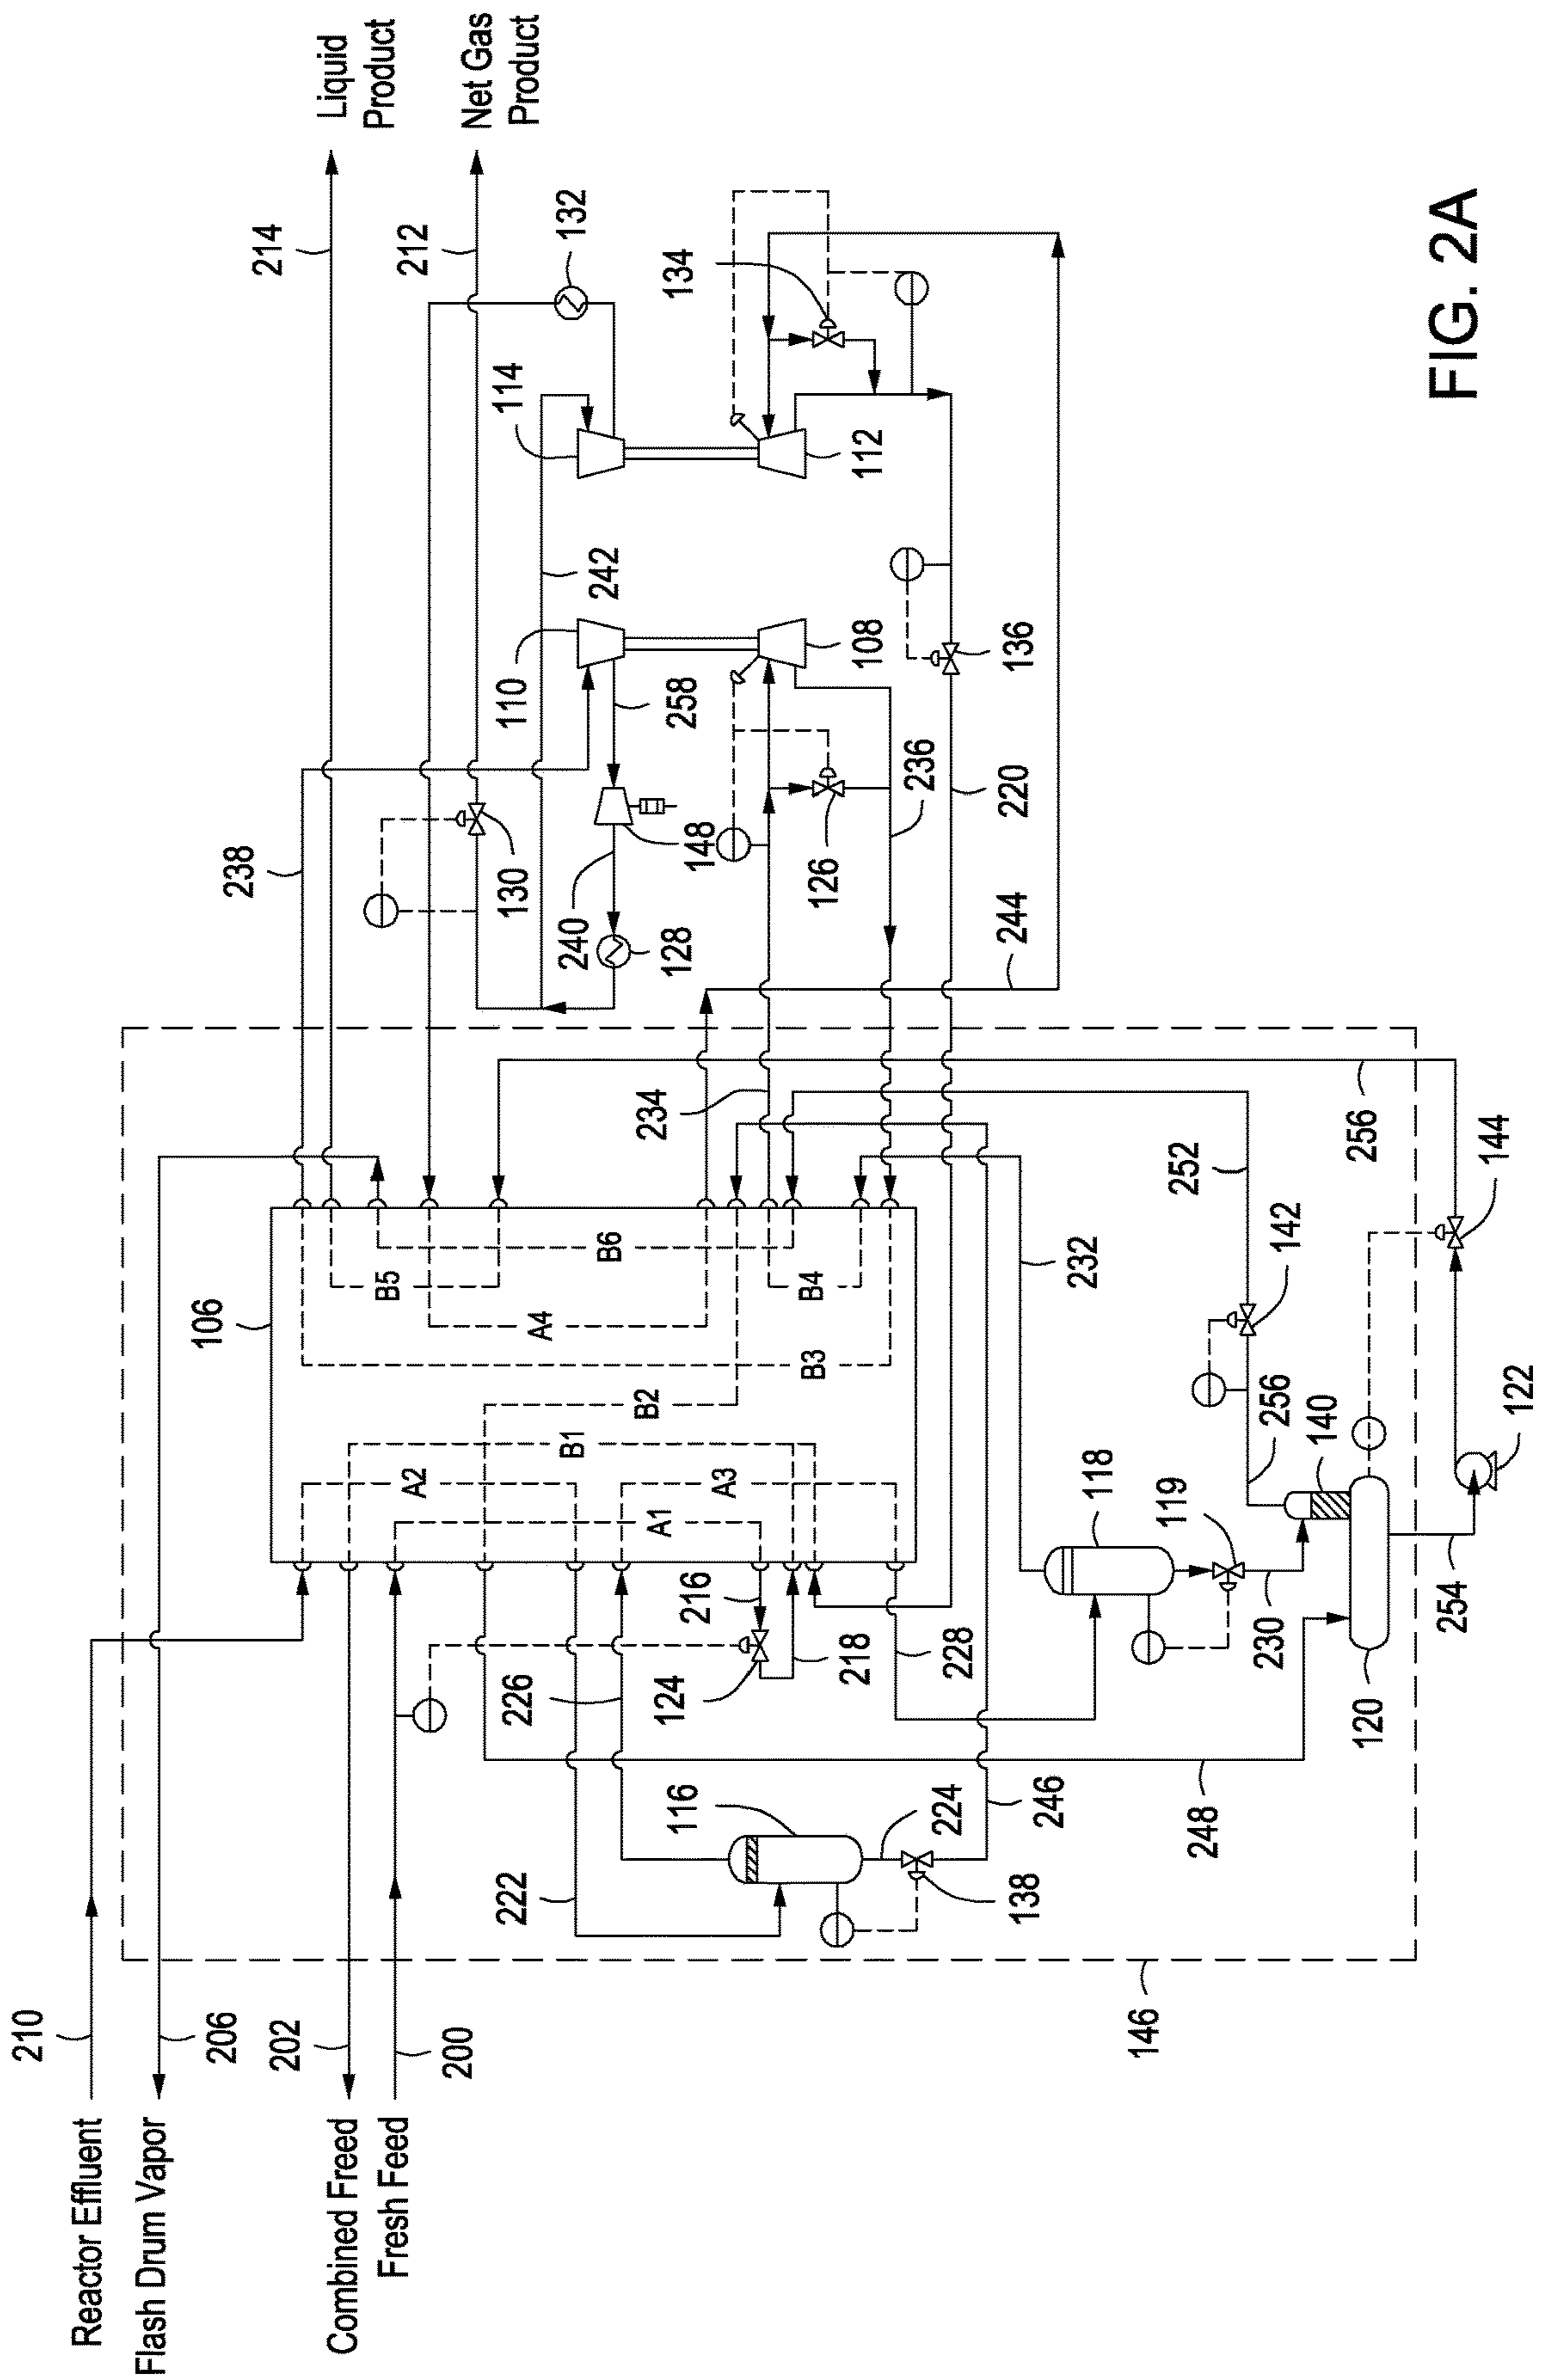 Reactor Effluent
Flash Drum Vapor
Combined Freed
Fresh Feed
210
206
202
200
Liquid
Product
Net Gas
Product
214
212
132
134
114
112
242
110
108
136
258
238
130
148
126
236
220
240
128
244
234
256
252
144
106
232
142
B5
B6
B4
A4
B3
B2
B1
A2
A3
A1
256
140
122
118
119
216
218
228
230
254
226
124
120
116
222
224
246
248
138
146
FIG. 2A